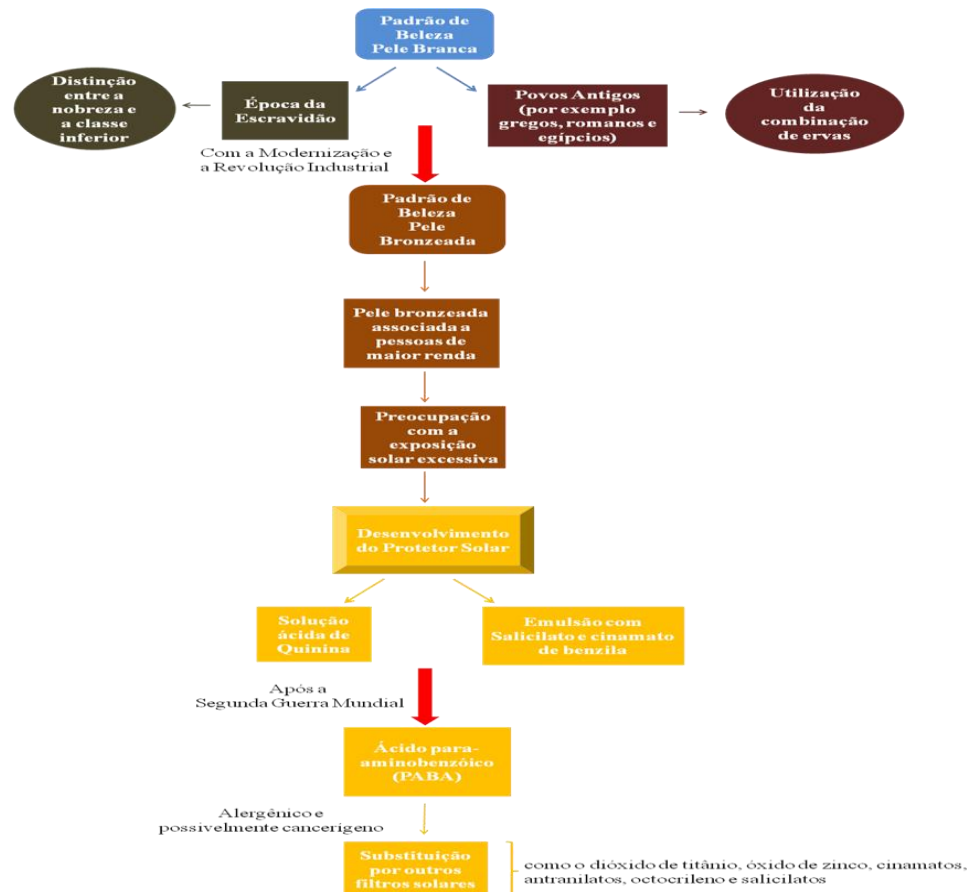 Padrão de
Beleza
Pele Branca
Distinção
entre a
nobreza e
a classe
inferior
Época da
Escravidão
Povos Antigos
(por exemplo
gregos, romanos e
egípcios)
Utilização
da
combinação
de ervas
Com a Modernização e
a Revolução Industrial
Padrão de
Beleza
Pele
Bronzeada
Pele bronzeada
associada a
pessoas de
maior renda
Preocupação
com a
exposição
solar excessiva
Desenvolvimento
do Protetor Solar
Solução
ácida de
Quinina
Emulsão com
Salicilato e cinamato
de benzila
Após a
Segunda Guerra Mundial
Ácido para-
aminobenzóico
(PABA)
Alergênico e
possivelmente cancerígeno
Substituição
por outros
filtros solares
como o dióxido de titânio, óxido de zinco, cinamatos,
antranilatos, octocrileno e salicilatos